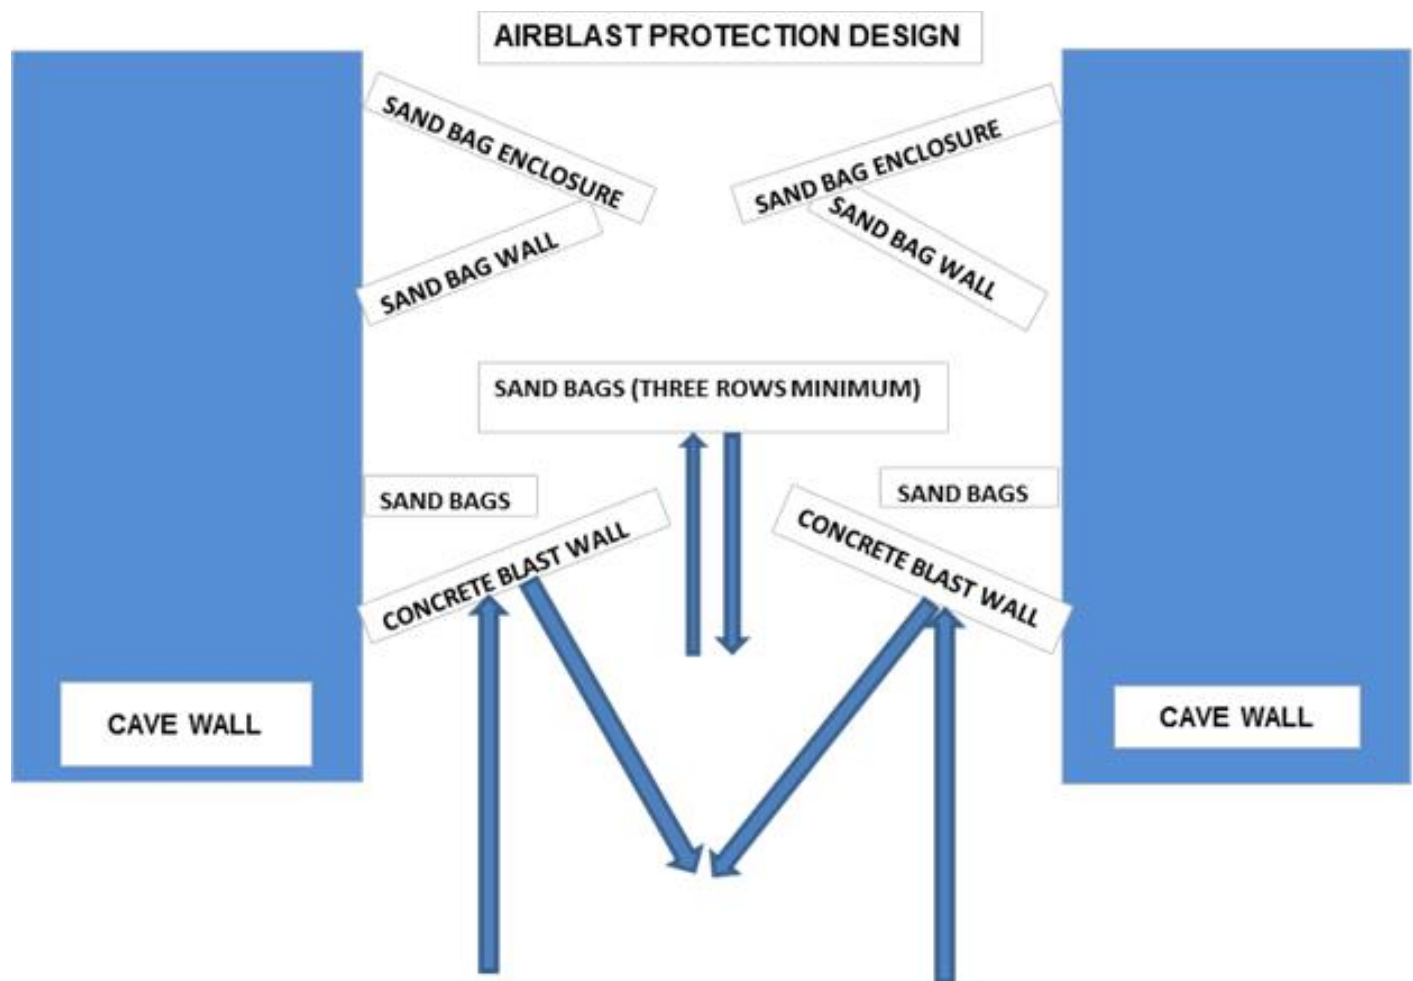 AIRBLAST PROTECTION DESIGN
SAND BAG ENCLOSURE
SAND BAG ENCLOSURE
SAND BAG WALL
SAND BAG WALL
SAND BAGS (THREE ROWS MINIMUM)
SAND BAGS
SAND BAGS
CONCRETE BLAST WALL
CONCRETE BLAST WALL
CAVE WALL
CAVE WALL